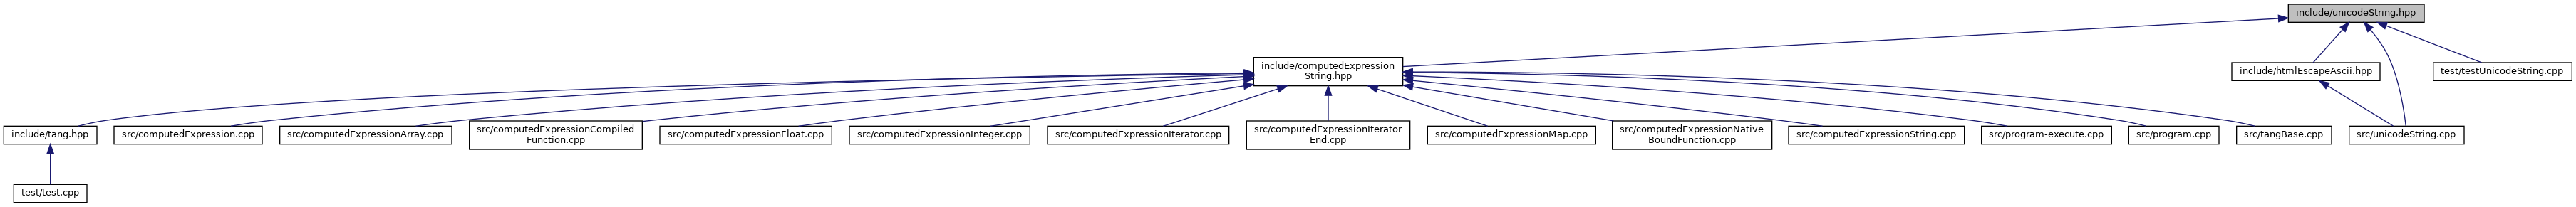 include/unicodeString.hpp
include/computedExpression
String.hpp
include/htmlEscapeAscii.hpp
test/testUnicodeString.cpp
include/tang.hpp
src/computedExpression.cpp
src/computedExpressionArray.cpp
src/computedExpressionCompiled
Function.cpp
src/computedExpressionFloat.cpp
src/computedExpressionInteger.cpp
src/computedExpressionIterator.cpp
src/computedExpressionIterator
End.cpp
src/computedExpressionMap.cpp
src/computedExpressionNative
BoundFunction.cpp
src/computedExpressionString.cpp
src/program-execute.cpp
src/program.cpp
src/tangBase.cpp
src/unicodeString.cpp
test/test.cpp